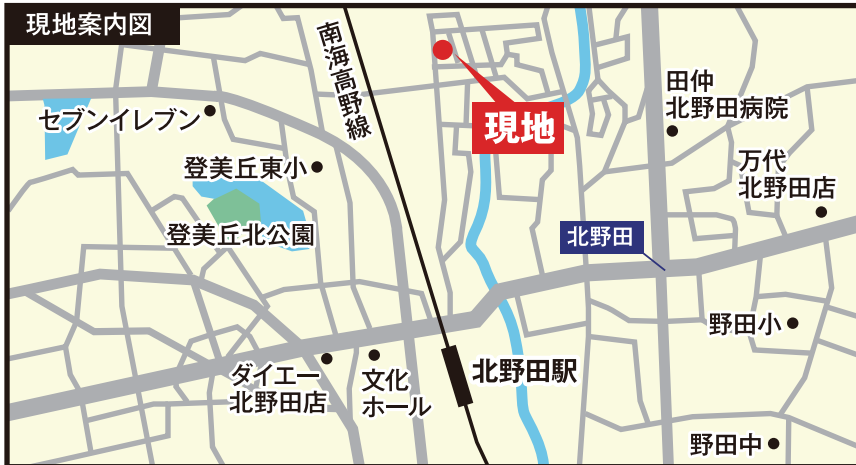 現地案内図
南海高野線
現地
田仲
北野田病院
セブンイレブン
登美丘東小
万代
北野田店
登美丘北公園
北野田
野田小
ダイエー
北野田店
文化
ホール
北野田駅
野田中